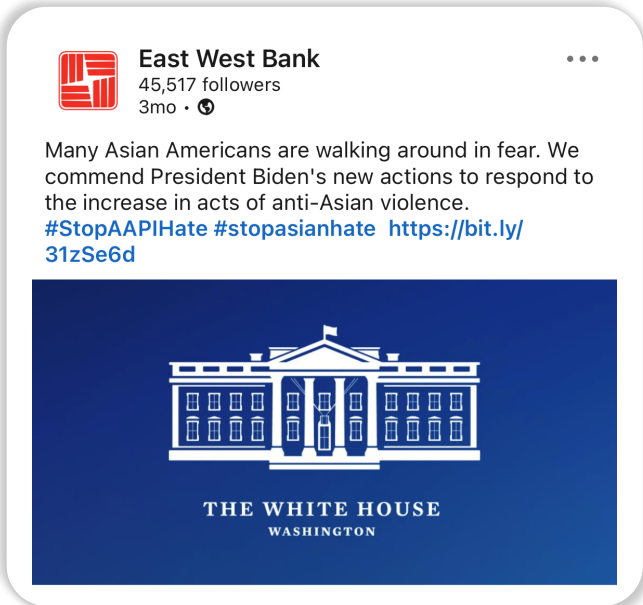 East West Bank
45,517 followers
3mo •
Many Asian Americans are walking around in fear. We
commend President Biden's new actions to respond to
the increase in acts of anti-Asian violence.
#StopAAPIHate #stopasianhate https://bit.ly/
31zSe6d
THE WHITE HOUSE
WASHINGTON